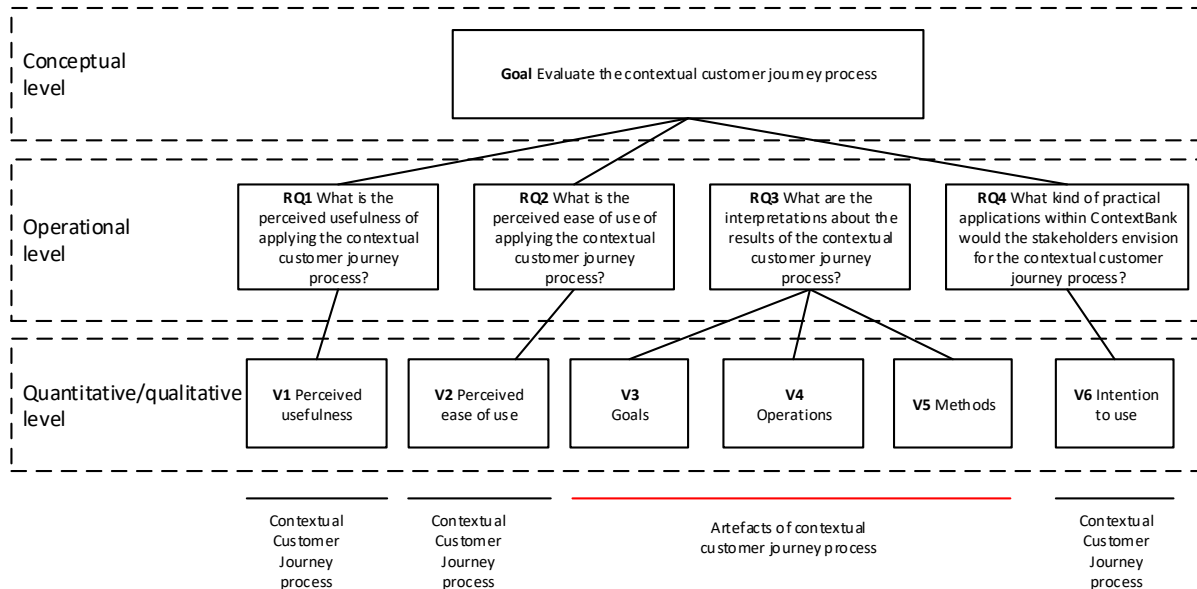 Conceptual
level
Goal Evaluate the contextual customer journey process
Operational
level
RQ1 What is the
perceived usefulness of
applying the contextual
customer journey
process?
RQ2 What is the
perceived ease of use of
applying the contextual
customer journey
process?
RQ3 What are the
interpretations about the
results of the contextual
customer journey
process?
RQ4 What kind of practical
applications within ContextBank
would the stakeholders envision
for the contextual customer
journey process?
Quantitative/qualitative
level
V1 Perceived
usefulness
V2 Perceived
ease of use
V3
Goals
V4
Operations
V5 Methods
V6 Intention
to use
Contextual
Customer
Journey
process
Contextual
Customer
Journey
process
Artefacts of contextual
customer journey process
Contextual
Customer
Journey
process